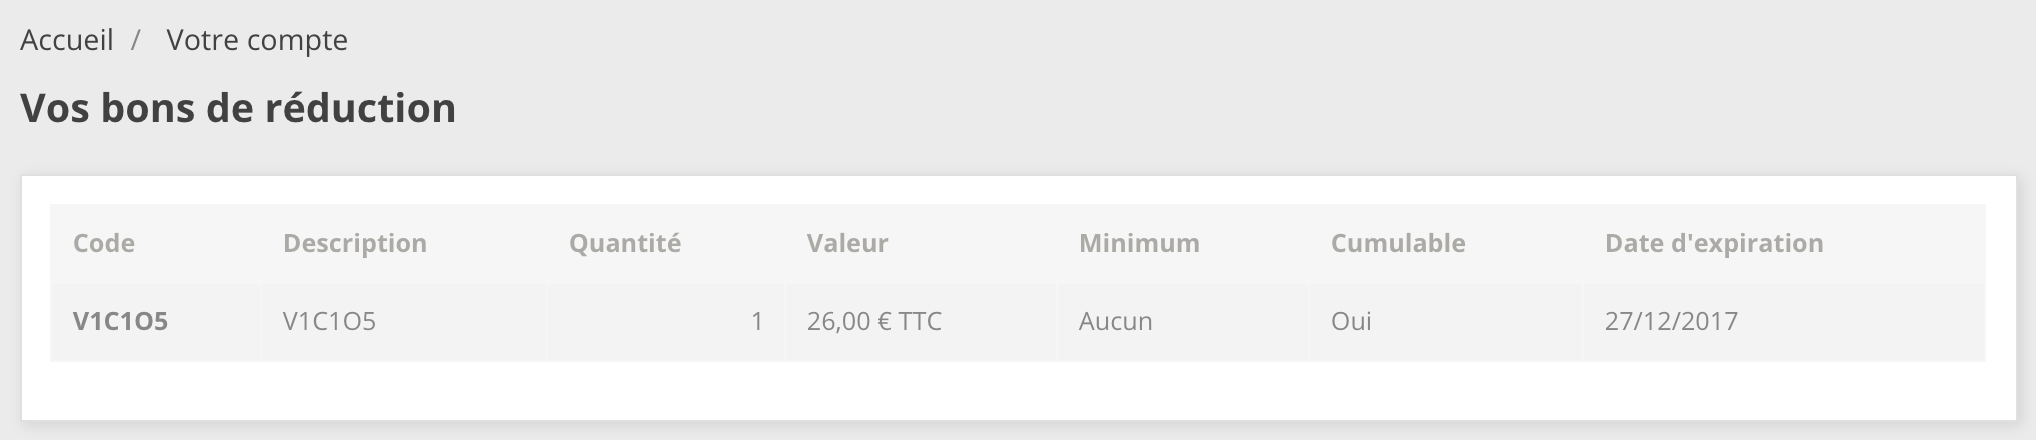 Accueil / Votre compte
Vos bons de réduction
Code Description Quantité Valeur Minimum Cumulable Date d'expiration
V1C1O5 V1C1O5 1 26,00 € TTC Aucun Oui 27/12/2017